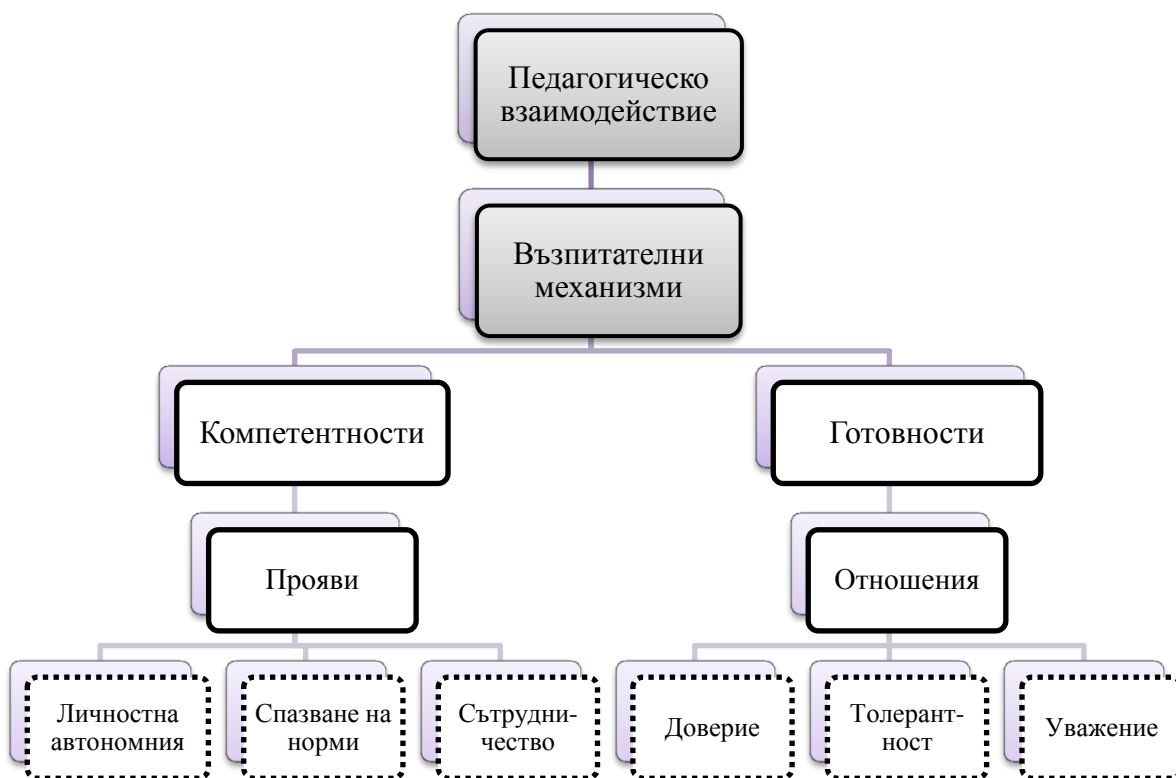 Педагогическо
взаимодействие
Възпитателни
механизми
Компетентности
Готовности
Прояви
Отношения
Личностна
автономния
Спазване на
норми
Сътрудни-
чество
Доверие
Толерант-
ност
Уважение